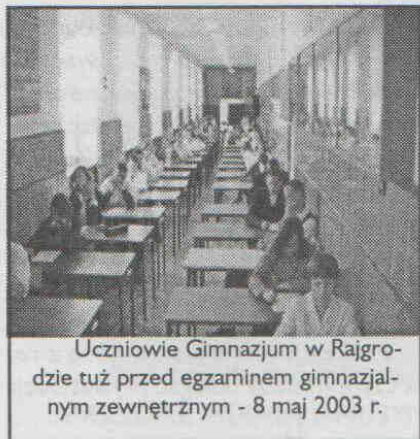 Uczniowie Gimnazjum w Rajgro-
dzie tuż przed egzaminem gimnazjal-
nym zewnętrznym - 8 maj 2003 r.